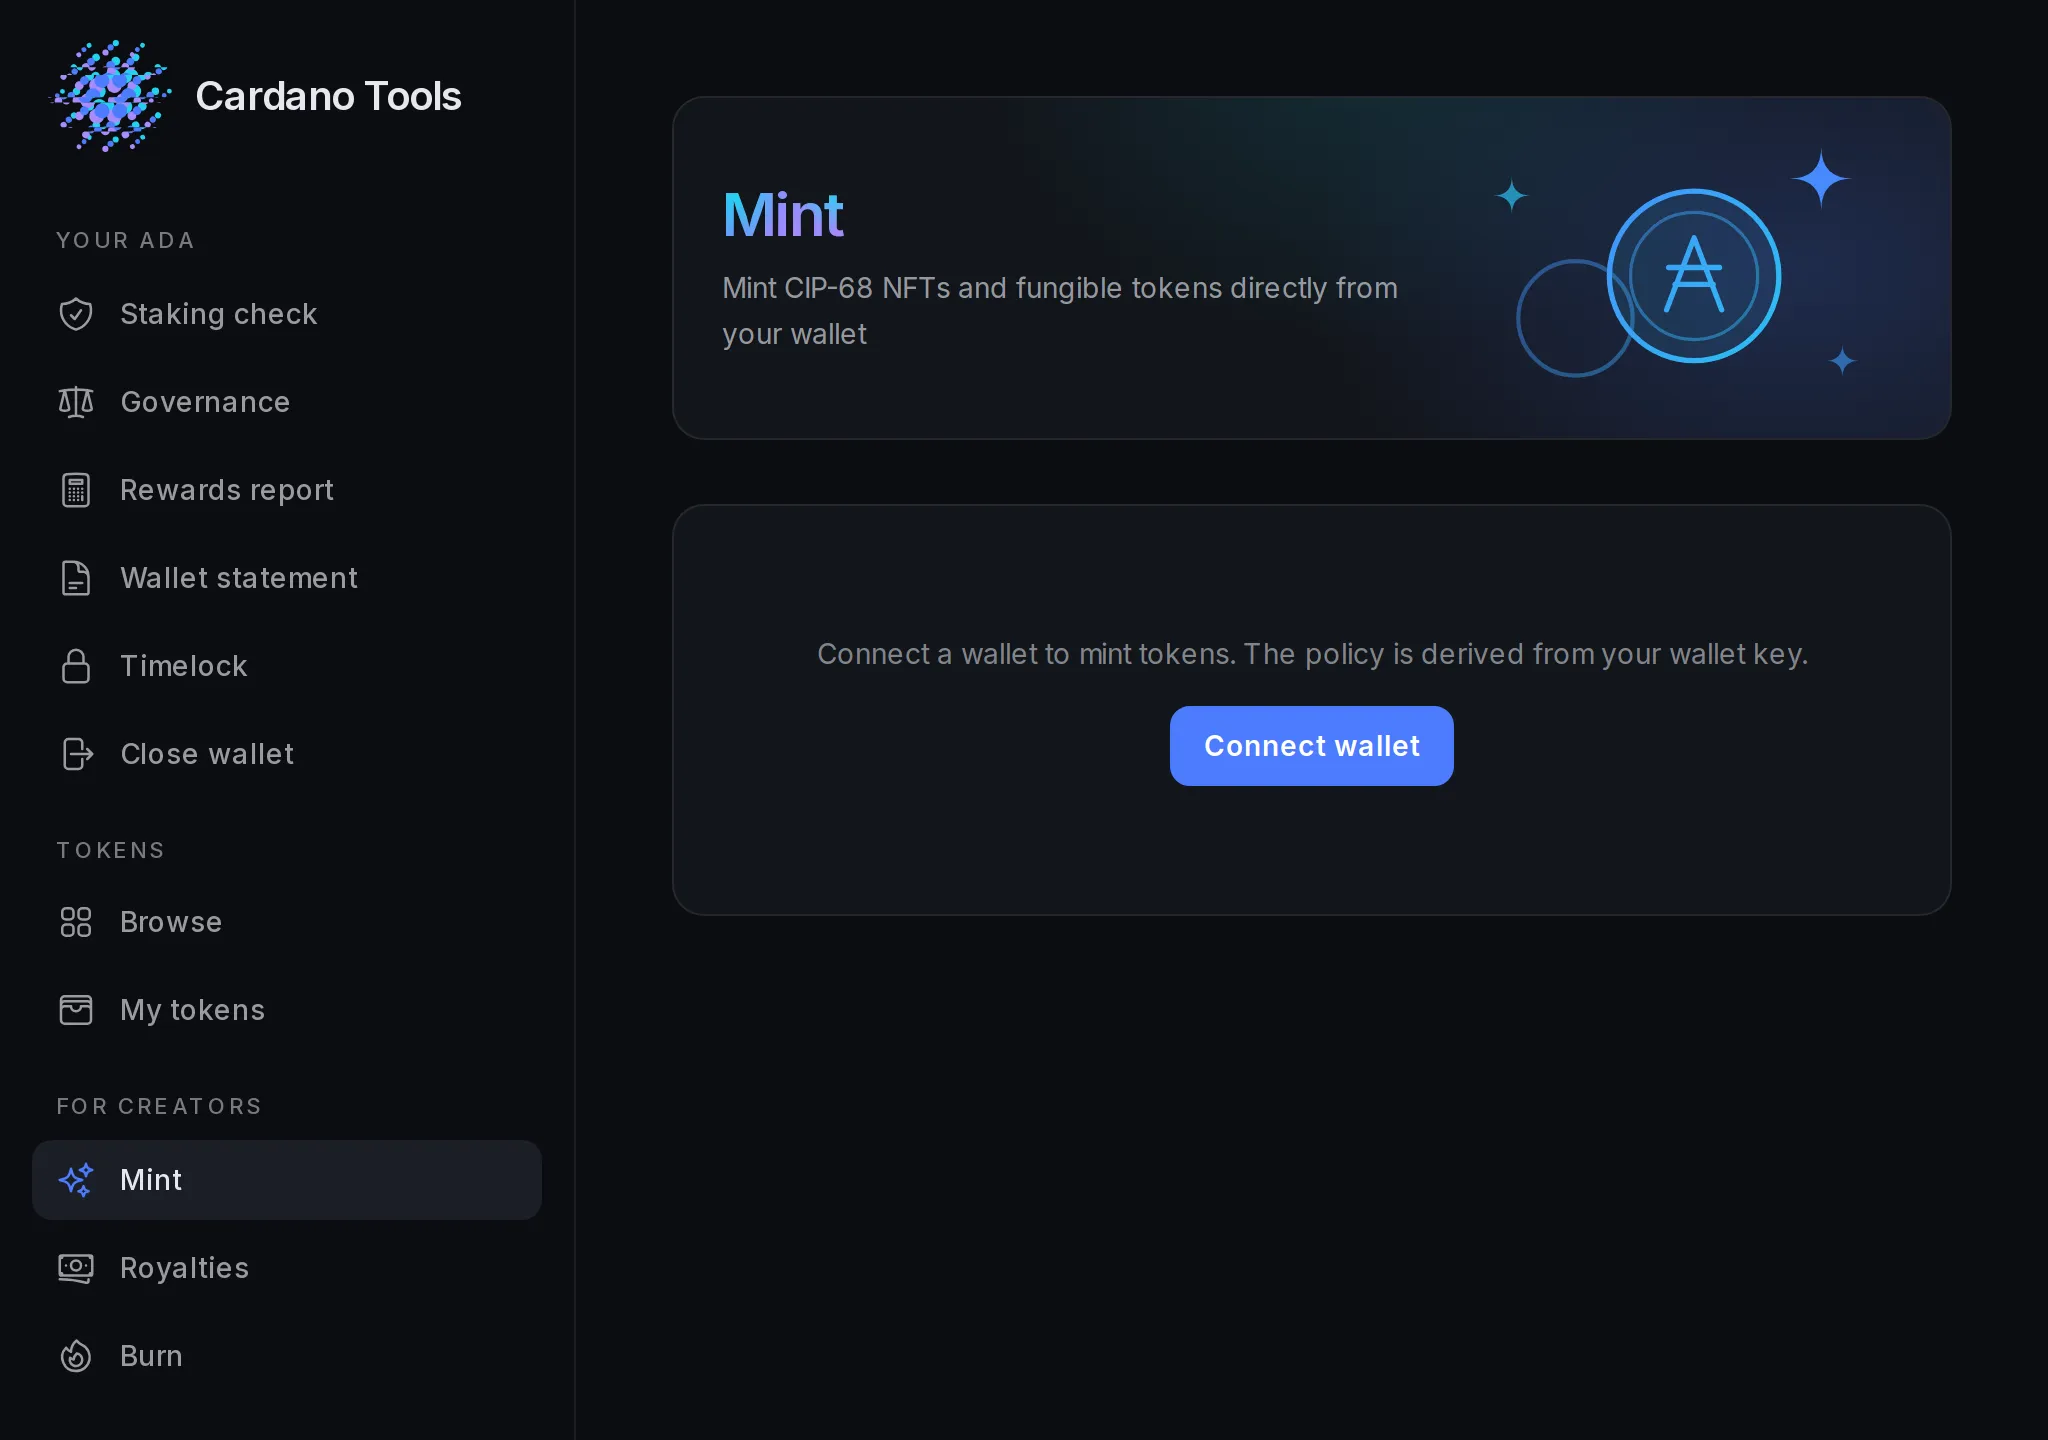 Cardano Tools
YOUR ADA
Staking check
Governance
Rewards report
Wallet statement
Timelock
Close wallet
TOKENS
Browse
My tokens
FOR CREATORS
Mint
Royalties
Burn
Mint
Mint CIP-68 NFTs and fungible tokens directly from
your wallet
Connect a wallet to mint tokens. The policy is derived from your wallet key.
Connect wallet